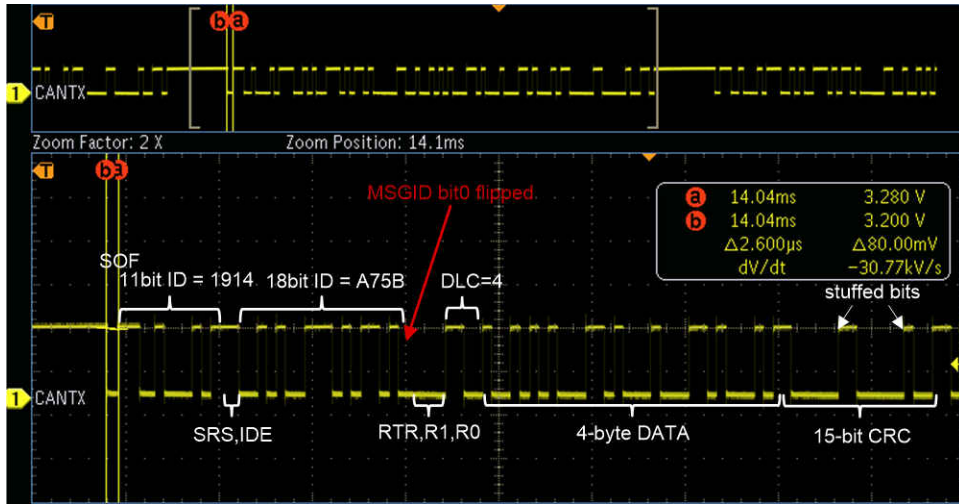 T
b a
1 CANTX
Zoom Factor: 2 X Zoom Position: 14.1ms
T
b a
MSGID bit0 flipped
a 14.04ms 3.280 V
b 14.04ms 3.200 V
Δ2.600µs Δ80.00mV
dV/dt -30.77kV/s
SOF
11bit ID = 1914 18bit ID = A75B DLC=4 stuffed bits
1 CANTX
SRS,IDE RTR,R1,R0 4-byte DATA 15-bit CRC